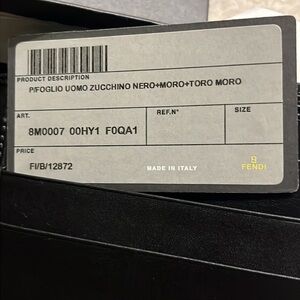 PRODUCT DESCRIPTION
P/FOGLIO UOMO ZUCCHINO NERO+MORO+TORO MORO
ART.
REF.N°
SIZE
8M0007 00HY1 F0QA1
PRICE
FI/B/12872
MADE IN ITALY
FENDI